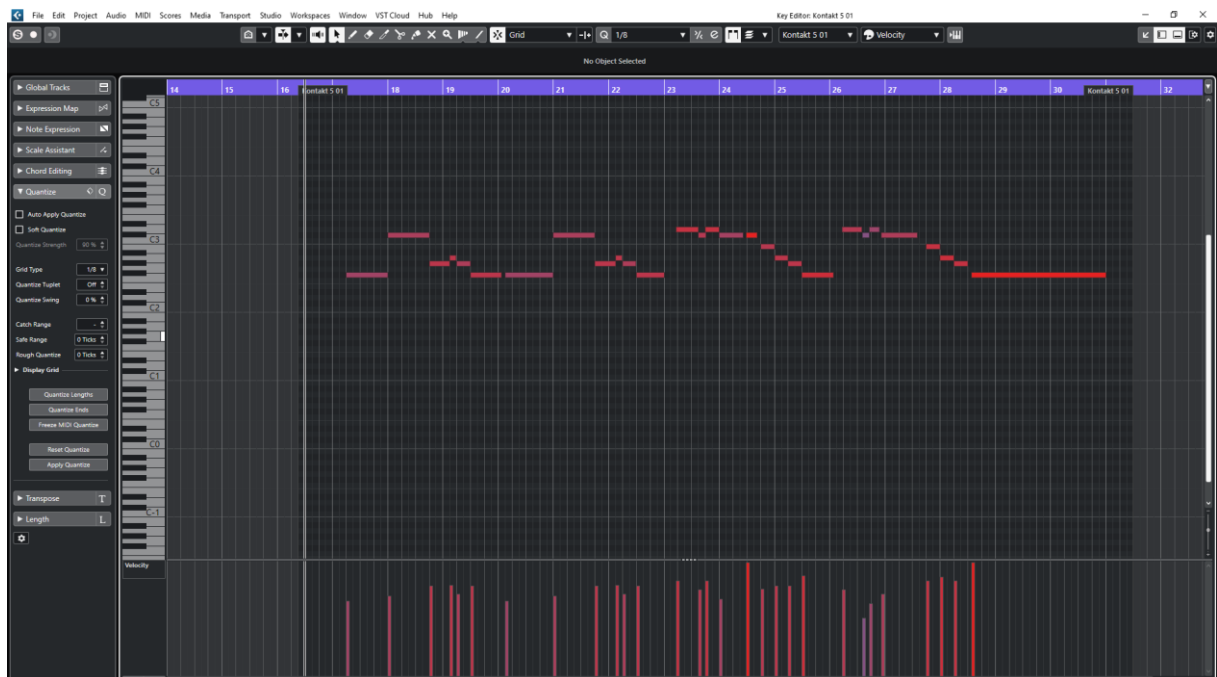 File Edit Project Audio MIDI Scores Media Transport Studio Workspaces Window VST Cloud Hub Help Key Editor: Kontakt 5 01
Grid Q 1/8 Kontakt 5 01 Velocity
No Object Selected
Global Tracks
Expression Map
Note Expression
Scale Assistant
Chord Editing
Quantize Q
Auto Apply Quantize
Soft Quantize
Quantize Strength 60 %
Grid Type 1/8
Quantize Tuplet Off
Quantize Swing 0 %
Catch Range -
Safe Range 0 Ticks
Rough Quantize 0 Ticks
Display Grid
Quantize Lengths
Quantize Ends
Freeze MIDI Quantize
Reset Quantize
Apply Quantize
Transpose T
Length L
14 15 16 Kontakt 5 01 18 19 20 21 22 23 24 25 26 27 28 29 30 Kontakt 5 01 32
C5
C4
C3
C2
C1
C0
C-1
Velocity